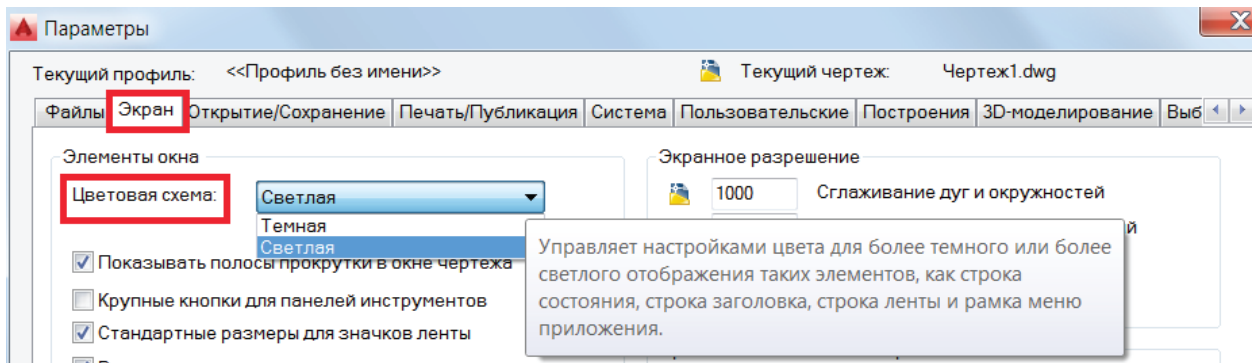 Параметры
Текущий профиль: <<Профиль без имени>> Текущий чертеж: Чертеж1.dwg
Файлы Экран Открытие/Сохранение Печать/Публикация Система Пользовательские Построения 3D-моделирование Выб
Элементы окна
Цветовая схема: Светлая
Темная
Светлая
Показывать полосы прокрутки в окне чертежа
Крупные кнопки для панелей инструментов
Стандартные размеры для значков ленты
Экранное разрешение
1000 Сглаживание дуг и окружностей
й
Управляет настройками цвета для более темного или более
светлого отображения таких элементов, как строка
состояния, строка заголовка, строка ленты и рамка меню
приложения.